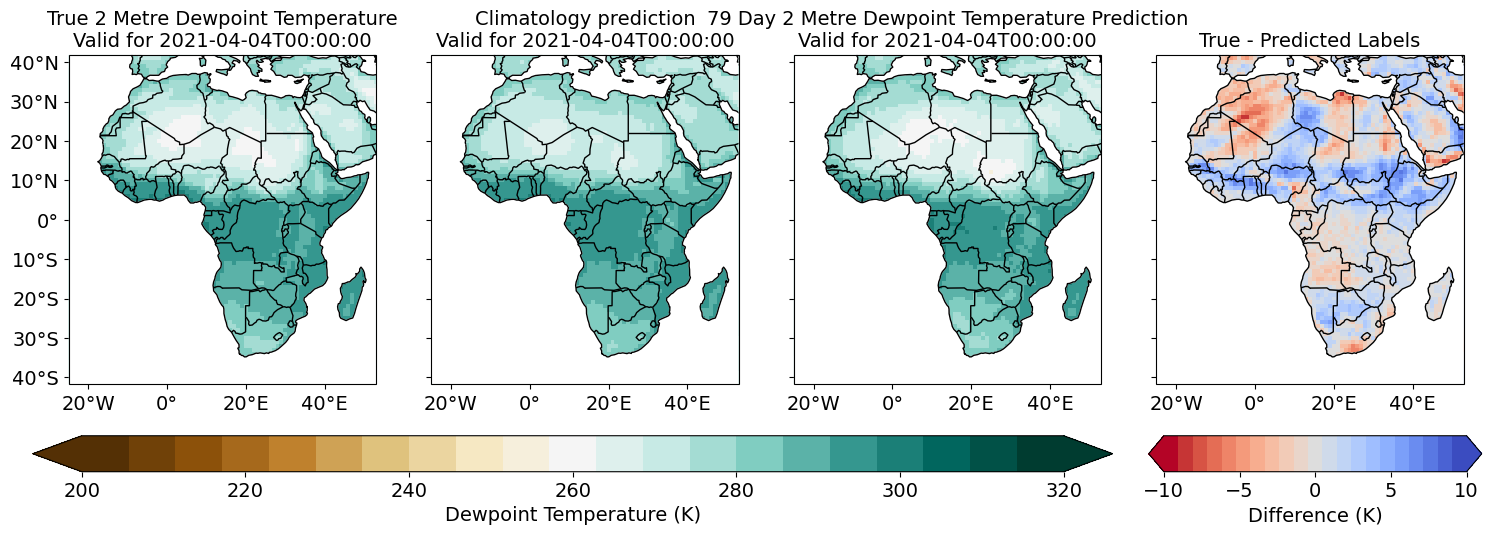 True 2 Metre Dewpoint Temperature
Valid for 2021-04-04T00:00:00
Climatology prediction  79 Day 2 Metre Dewpoint Temperature Prediction
Valid for 2021-04-04T00:00:00
Valid for 2021-04-04T00:00:00
True - Predicted Labels
40°N
30°N
20°N
10°N
0°
10°S
20°S
30°S
40°S
20°W 0° 20°E 40°E
20°W 0° 20°E 40°E
20°W 0° 20°E 40°E
20°W 0° 20°E 40°E
200 220 240 260 280 300 320
Dewpoint Temperature (K)
−10 −5 0 5 10
Difference (K)